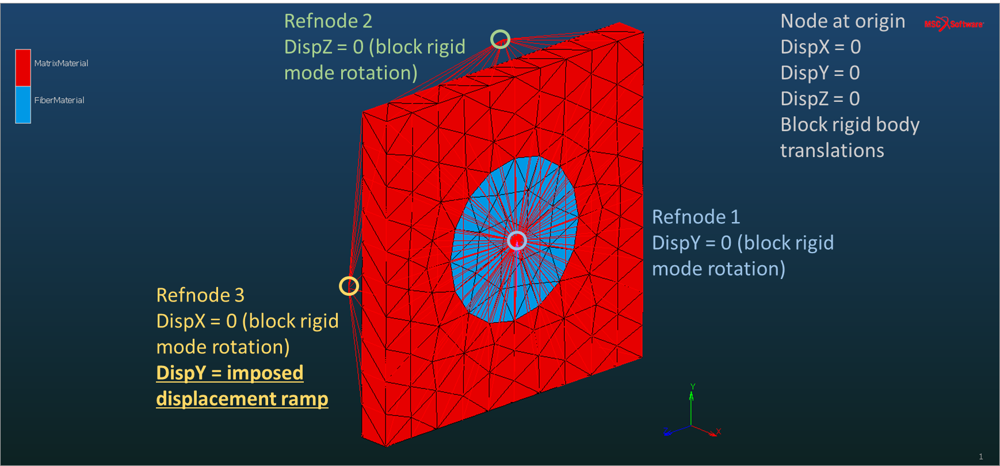 Refnode 2
DispZ = 0 (block rigid
mode rotation)
Node at origin
DispX = 0
DispY = 0
DispZ = 0
Block rigid body
translations
MSC Software
MatrixMaterial
FiberMaterial
Refnode 1
DispY = 0 (block rigid
mode rotation)
Refnode 3
DispX = 0 (block rigid
mode rotation)
DispY = imposed
displacement ramp
Y
Z
X
1